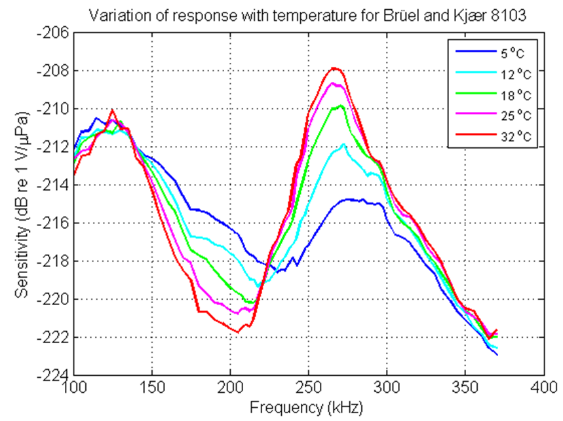 Variation of response with temperature for Brüel and Kjær 8103
Sensitivity (dB re 1 V/μPa)
-206
-208
-210
-212
-214
-216
-218
-220
-222
-224
100
150
200
250
300
350
400
Frequency (kHz)
5°C
12°C
18°C
25°C
32°C